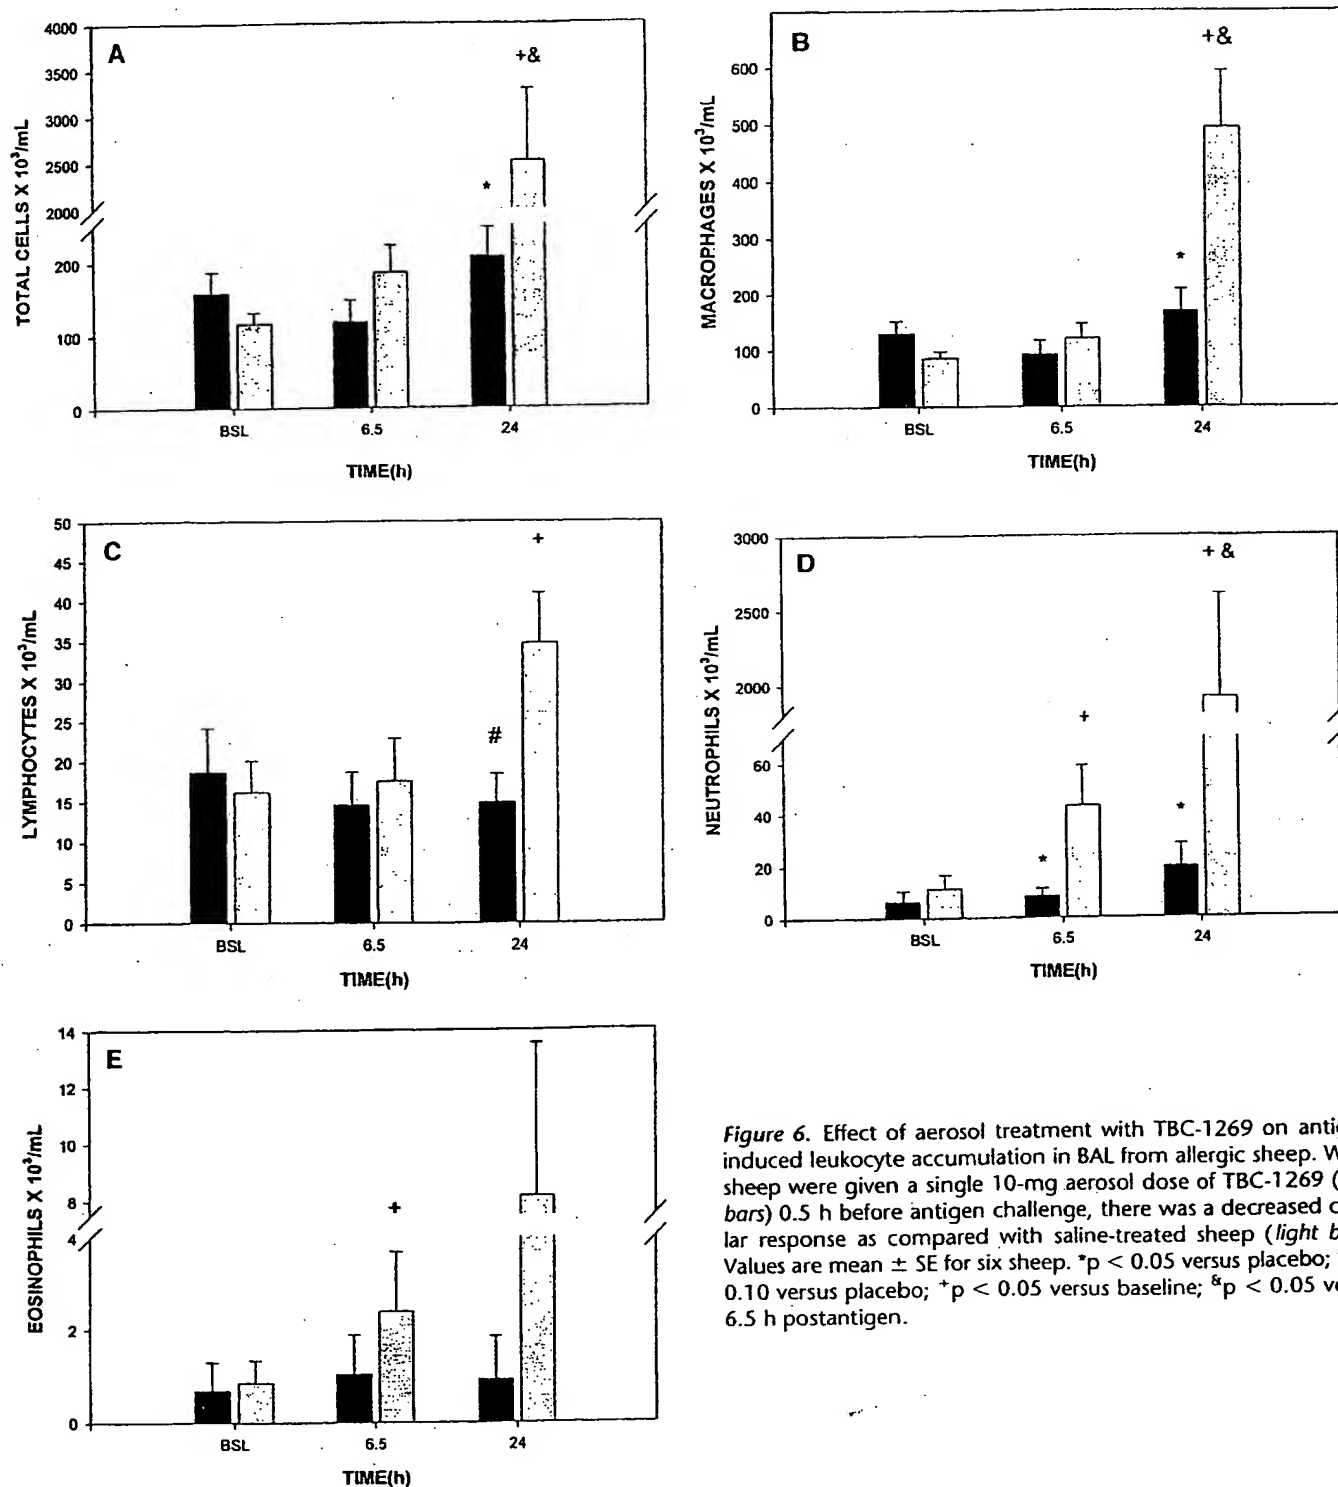 A
+&
*
4000
3500
3000
2500
2000
200
100
0
TOTAL CELLS X 10³/mL
BSL 6.5 24
TIME(h)
B
+&
*
600
500
400
300
200
100
0
MACROPHAGES X 10³/mL
BSL 6.5 24
TIME(h)
C
+
#
50
45
40
35
30
25
20
15
10
5
0
LYMPHOCYTES X 10³/mL
BSL 6.5 24
TIME(h)
D
+ &
+
*
*
3000
2500
2000
60
40
20
0
NEUTROPHILS X 10³/mL
BSL 6.5 24
TIME(h)
E
+
14
12
10
8
4
2
0
EOSINOPHILS X 10³/mL
BSL 6.5 24
TIME(h)
Figure 6. Effect of aerosol treatment with TBC-1269 on
induced leukocyte accumulation in BAL from allergic sheep.
sheep were given a single 10-mg aerosol dose of TBC-1269
bars) 0.5 h before antigen challenge, there was a decreased
lar response as compared with saline-treated sheep (light
Values are mean ± SE for six sheep. *p < 0.05 versus placebo;
0.10 versus placebo; ⁺p < 0.05 versus baseline; &p < 0.05
6.5 h postantigen.